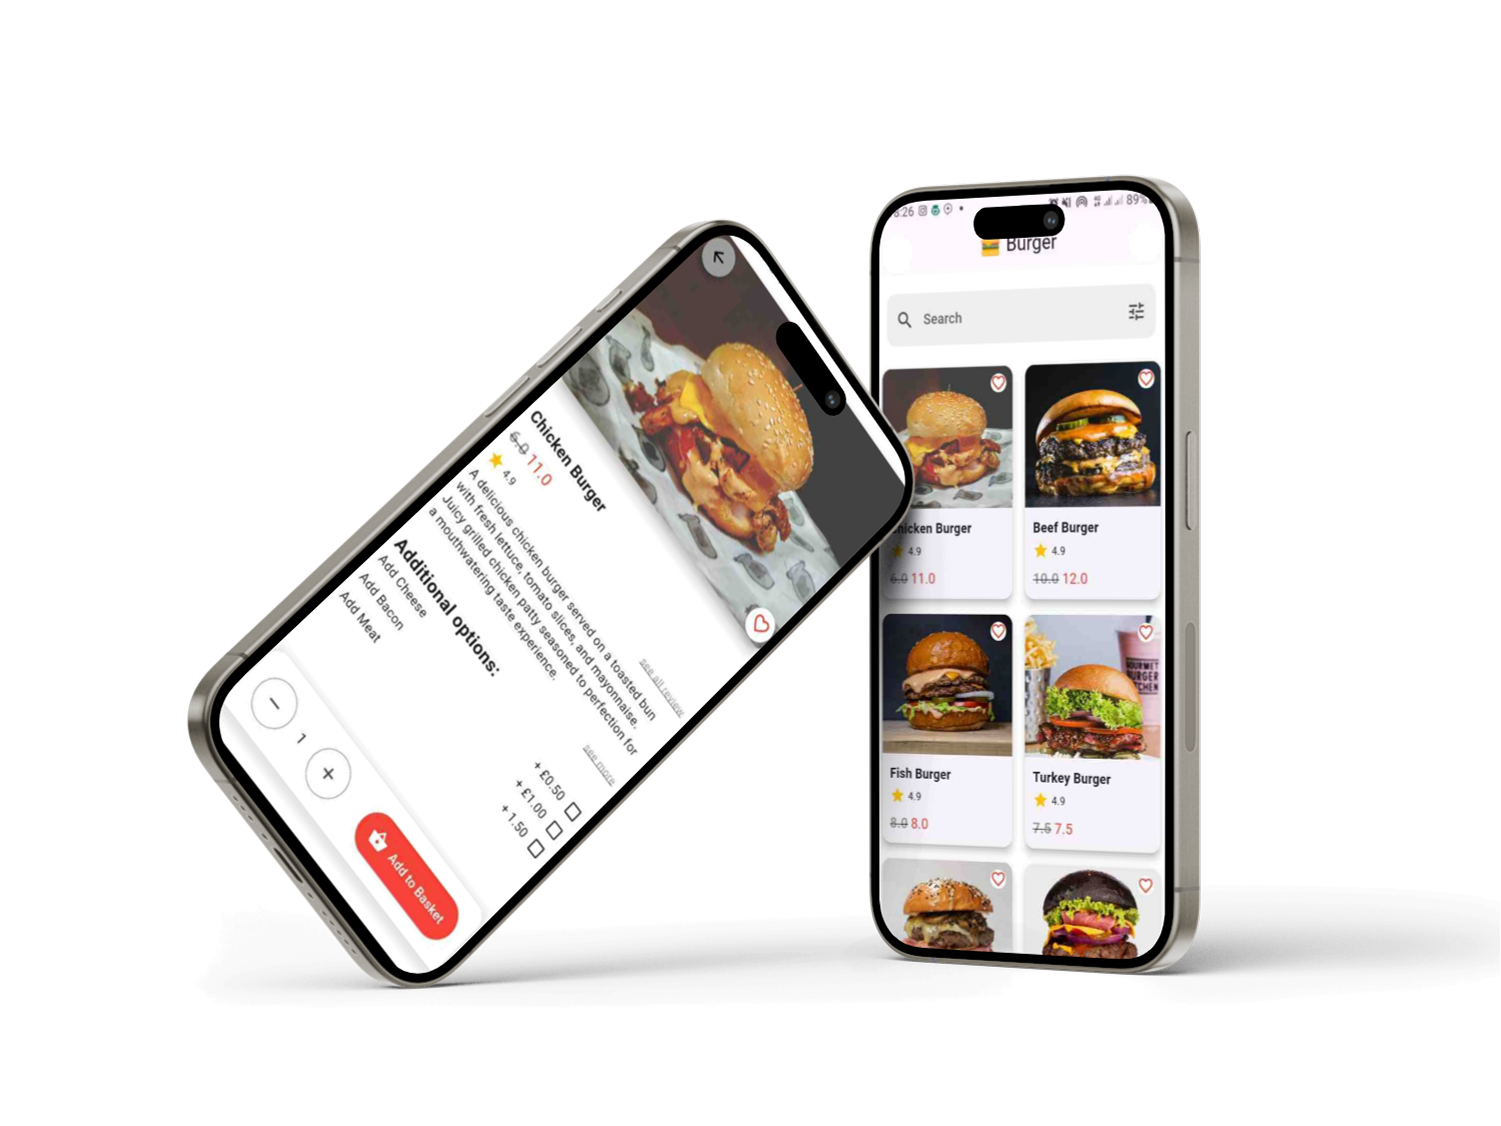 Chicken Burger
6.0 11.0
4.9
see all review
A delicious chicken burger served on a toasted bun
with fresh lettuce, tomato slices, and mayonnaise.
Juicy grilled chicken patty seasoned to perfection for
a mouthwatering taste experience.
see more
Additional options:
Add Cheese + £0.50
Add Bacon + £1.00
Add Meat + 1.50
1
Add to Basket
:26 89%
Burger
Search
Chicken Burger
4.9
6.0 11.0
Beef Burger
4.9
10.0 12.0
GOURMET
BURGER
KITCHEN
Fish Burger
4.9
8.0 8.0
Turkey Burger
4.9
7.5 7.5